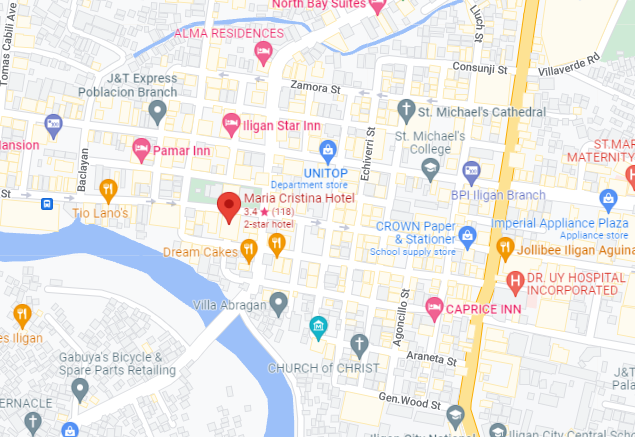 North Bay Suites
Lluch St
Tomas Cabili Ave
ALMA RESIDENCES
Consunji St
Villaverde Rd
J&T Express
Poblacion Branch
Zamora St
St. Michael's Cathedral
Iligan Star Inn
Echiverri St
St. Michael's
College
ansion
Pamar Inn
UNITOP
Department store
ST.MAR
MATERNITY
Baclayan
BPI Iligan Branch
St
Maria Cristina Hotel
3.4 ★ (118)
2-star hotel
Tio Lano's
CROWN Paper
& Stationer
School supply store
Imperial Appliance Plaza
Appliance store
Dream Cakes
Jollibee Iligan Aguina
DR. UY HOSPITAL
INCORPORATED
Villa Abragan
CAPRICE INN
es Iligan
Agoncillo St
Gabuya's Bicycle &
Spare Parts Retailing
Araneta St
CHURCH OF CHRIST
J&T
Pala
Gen.Wood St
ERNACLE
Iligan City National
Iligan City Central Sc